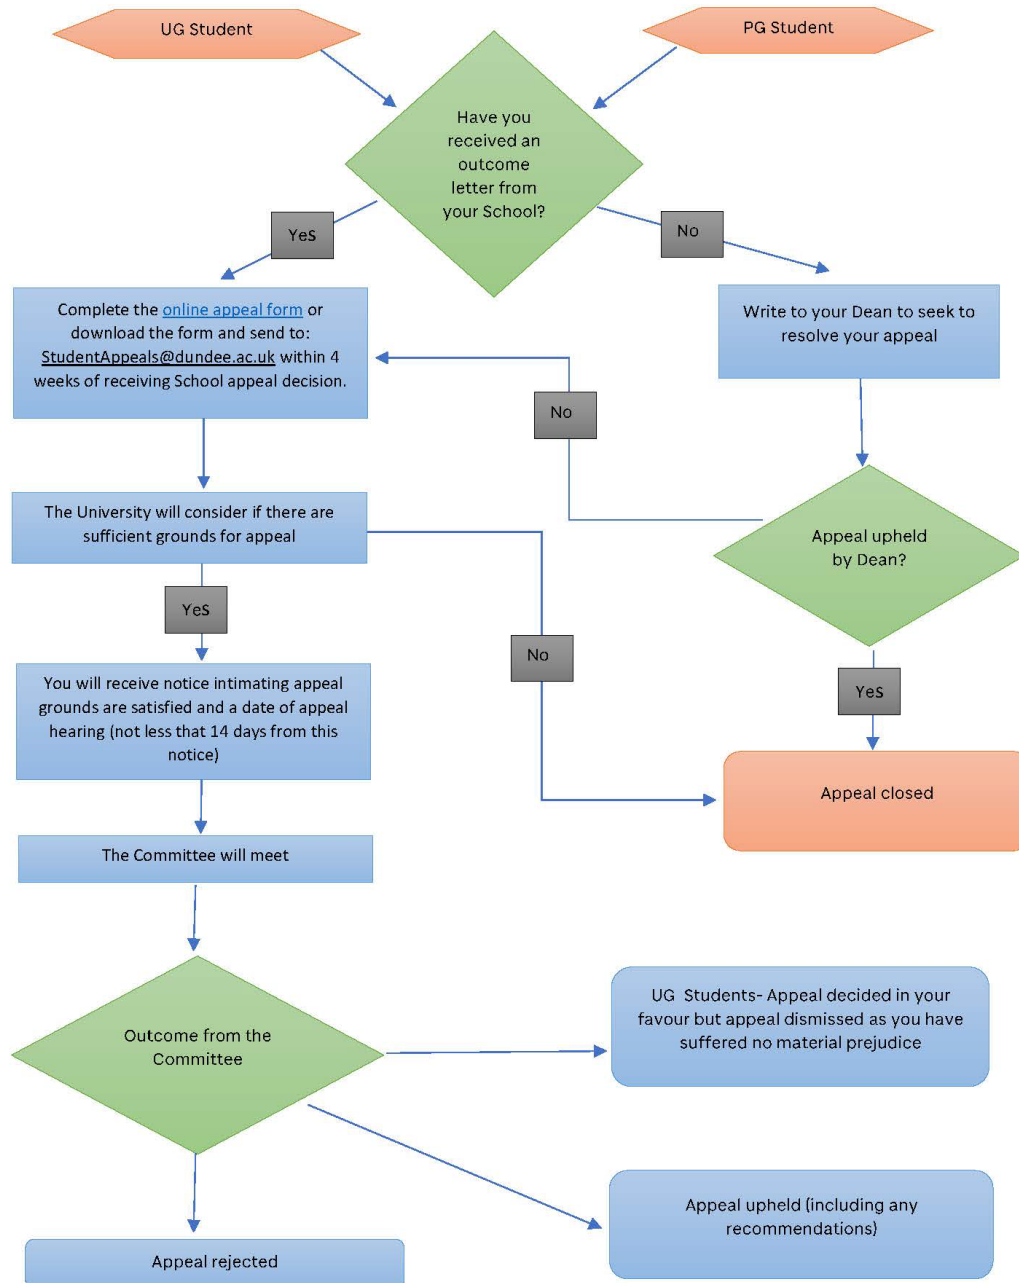 UG Student
PG Student
Have you
received an
outcome
letter from
your School?
Yes
No
Complete the online appeal form or
download the form and send to:
StudentAppeals@dundee.ac.uk within 4
weeks of receiving School appeal decision.
Write to your Dean to seek to
resolve your appeal
No
The University will consider if there are
sufficient grounds for appeal
Appeal upheld
by Dean?
Yes
No
Yes
You will receive notice intimating appeal
grounds are satisfied and a date of appeal
hearing (not less that 14 days from this
notice)
Appeal closed
The Committee will meet
Outcome from the
Committee
UG Students- Appeal decided in your
favour but appeal dismissed as you have
suffered no material prejudice
Appeal upheld (including any
recommendations)
Appeal rejected